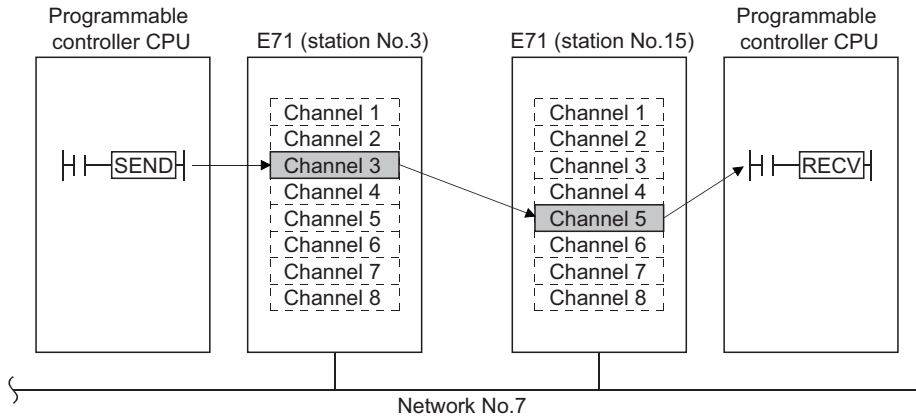 Programmable
controller CPU
E71 (station No.3)
E71 (station No.15)
Programmable
controller CPU
SEND
Channel 1
Channel 2
Channel 3
Channel 4
Channel 5
Channel 6
Channel 7
Channel 8
Channel 1
Channel 2
Channel 3
Channel 4
Channel 5
Channel 6
Channel 7
Channel 8
RECV
Network No.7